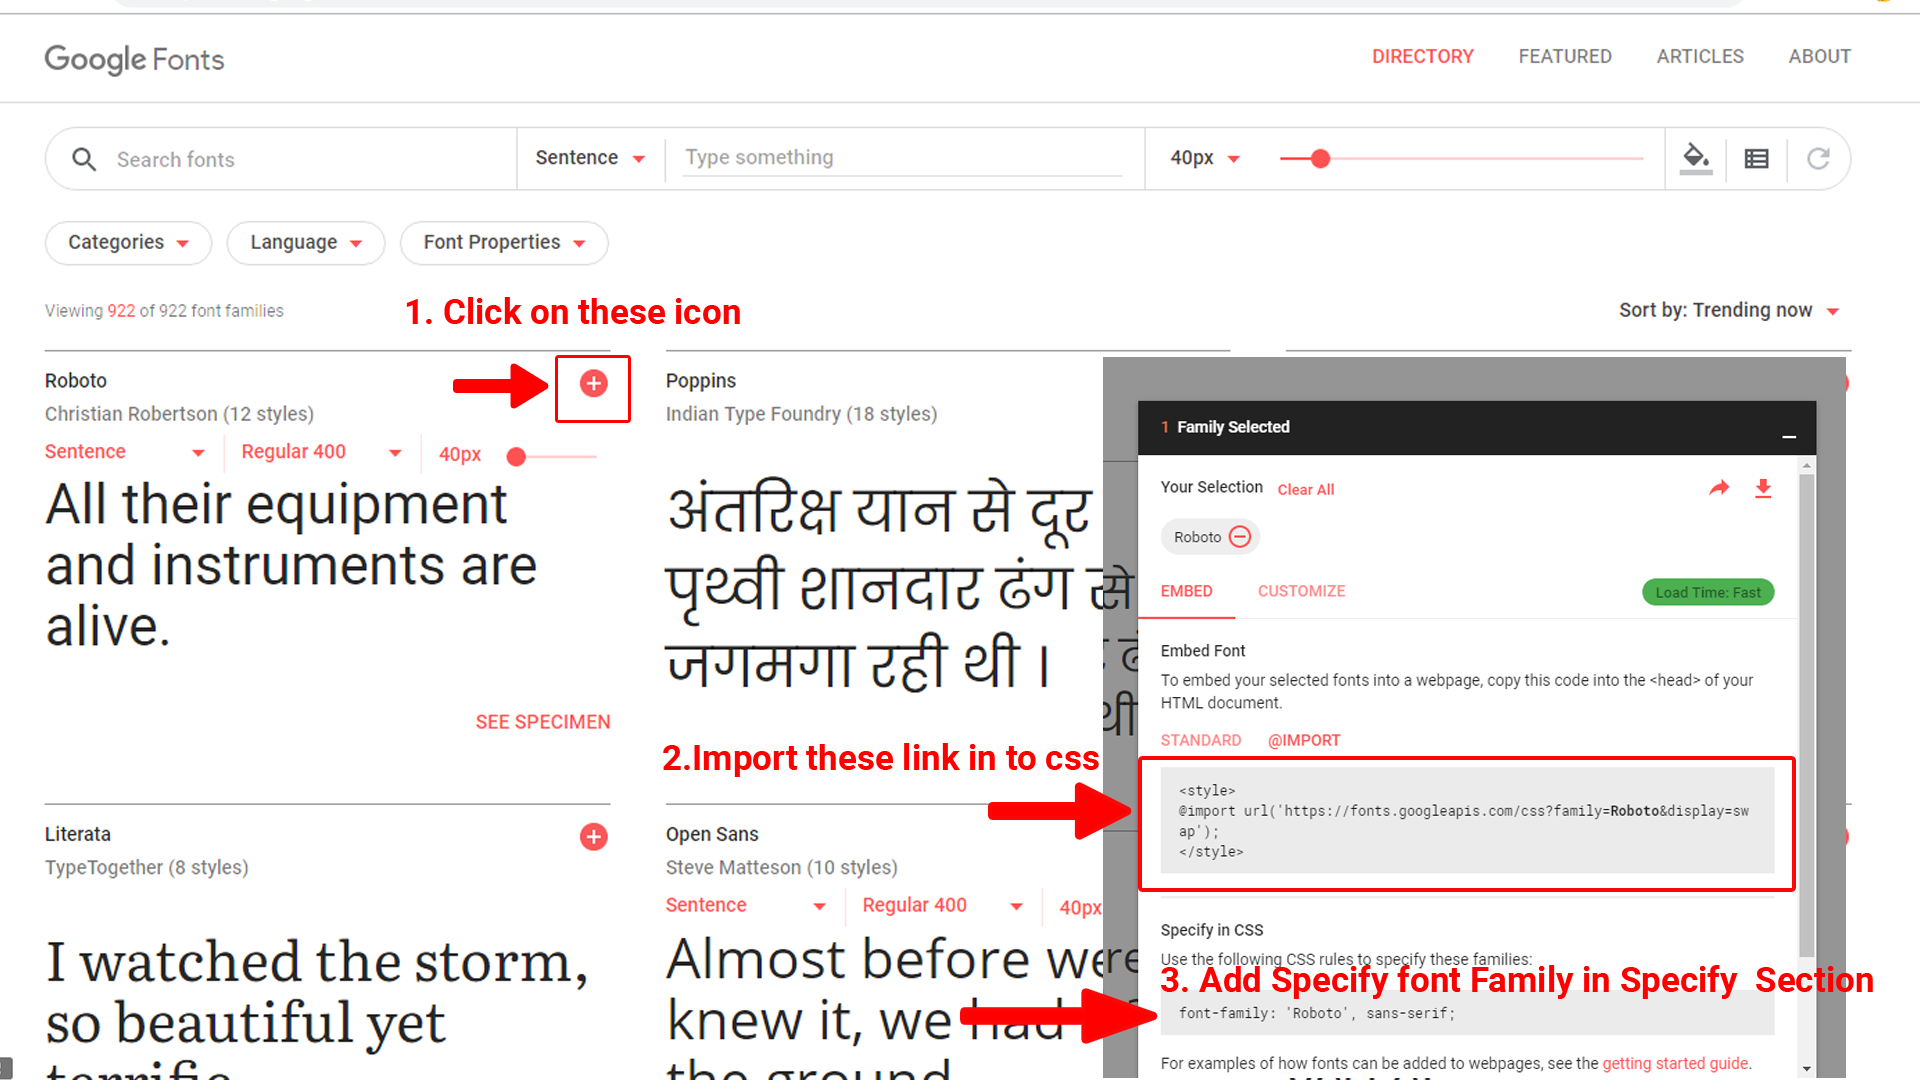 Google Fonts
DIRECTORY FEATURED ARTICLES ABOUT
Search fonts
Sentence
Type something
40px
Categories
Language
Font Properties
Viewing 922 of 922 font families
1. Click on these icon
Sort by: Trending now
Roboto
Christian Robertson (12 styles)
Sentence
Regular 400
40px
All their equipment
and instruments are
alive.
SEE SPECIMEN
Poppins
Indian Type Foundry (18 styles)
अंतरिक्ष यान से दूर
पृथ्वी शानदार ढंग से
जगमगा रही थी ।
2.Import these link in to css
Literata
TypeTogether (8 styles)
I watched the storm,
so beautiful yet
terrific
Open Sans
Steve Matteson (10 styles)
Sentence
Regular 400
40px
Almost before were
knew it, we had
the ground
1 Family Selected
Your Selection Clear All
Roboto
EMBED CUSTOMIZE
Load Time: Fast
Embed Font
To embed your selected fonts into a webpage, copy this code into the <head> of your
HTML document.
STANDARD @IMPORT
<style>
@import url('https://fonts.googleapis.com/css?family=Roboto&display=sw
ap');
</style>
Specify in CSS
Use the following CSS rules to specify these families:
3. Add Specify font Family in Specify Section
font-family: 'Roboto', sans-serif;
For examples of how fonts can be added to webpages, see the getting started guide.